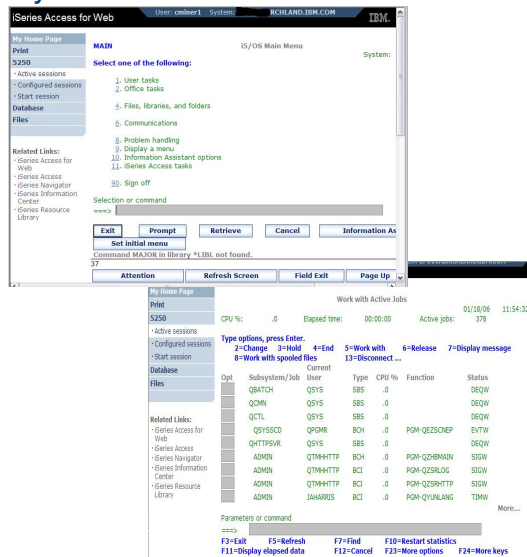 iSeries Access for Web
User: cminer1 System: RCHLAND.IBM.COM
IBM.
My Home Page
Print
5250
· Active sessions
· Configured sessions
· Start session
Database
Files
Related Links:
· iSeries Access for Web
· iSeries Access
· iSeries Navigator
· iSeries Information Center
· iSeries Resource Library
MAIN i5/OS Main Menu
System:
Select one of the following:
1. User tasks
2. Office tasks
4. Files, libraries, and folders
6. Communications
8. Problem handling
9. Display a menu
10. Information Assistant options
11. iSeries Access tasks
90. Sign off
Selection or command
===>
Exit Prompt Retrieve Cancel Information As
Set initial menu
Command MAJOR in library *LIBL not found.
37
Attention Refresh Screen Field Exit Page Up
My Home Page
Print
5250
· Active sessions
· Configured sessions
· Start session
Database
Files
Related Links:
· iSeries Access for Web
· iSeries Access
· iSeries Navigator
· iSeries Information Center
· iSeries Resource Library
Work with Active Jobs
01/18/06 11:54:32
CPU %: .0 Elapsed time: 00:00:00 Active jobs: 378
Type options, press Enter.
2=Change 3=Hold 4=End 5=Work with 6=Release 7=Display message
8=Work with spooled files 13=Disconnect ...
Current
Opt Subsystem/Job User Type CPU % Function Status
QBATCH QSYS SBS .0 DEQW
QCMN QSYS SBS .0 DEQW
QCTL QSYS SBS .0 DEQW
QSYSSCD QPGMR BCH .0 PGM-QEZSCNEP EVTW
QHTTPSVR QSYS SBS .0 DEQW
ADMIN QTMHHTTP BCH .0 PGM-QZHBMAIN SIGW
ADMIN QTMHHTTP BCI .0 PGM-QZSRLOG SIGW
ADMIN QTMHHTTP BCI .0 PGM-QZSRHTTP SIGW
ADMIN JAHARRIS BCI .0 PGM-QYUNLANG TIMW
More...
Parameters or command
===>
F3=Exit F5=Refresh F7=Find F10=Restart statistics
F11=Display elapsed data F12=Cancel F23=More options F24=More keys